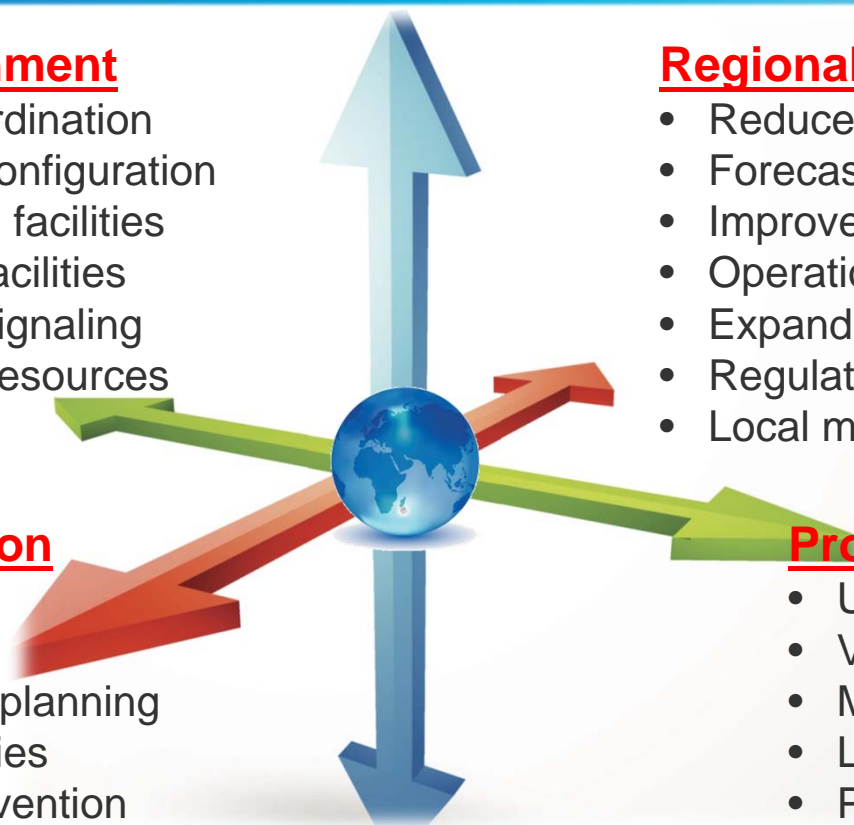 nment
rdination
onfiguration
facilities
acilities
ignaling
esources
Regional
• Reduce
• Forecas
• Improve
• Operatio
• Expand
• Regulat
• Local m
on
planning
ies
vention
Pro
• U
• V
• M
• L